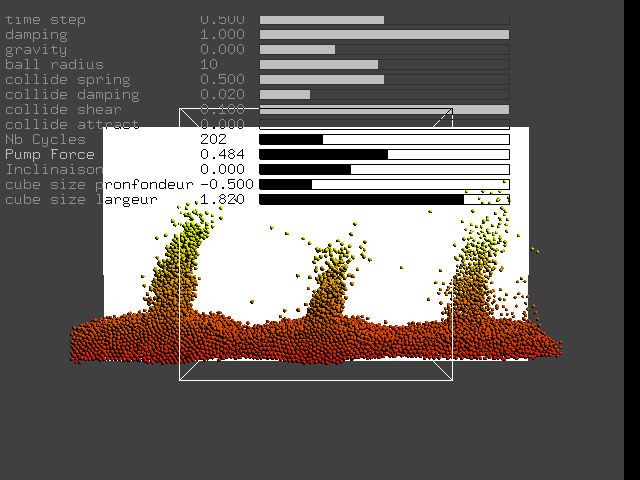 time step 0.500
damping 1.000
gravity 0.000
ball radius 10
collide spring 0.500
collide damping 0.020
collide shear 0.100
collide attract 0.000
Nb Cycles 202
Pump Force 0.484
Inclinaison 0.000
cube size pronfondeur -0.500
cube size largeur 1.820